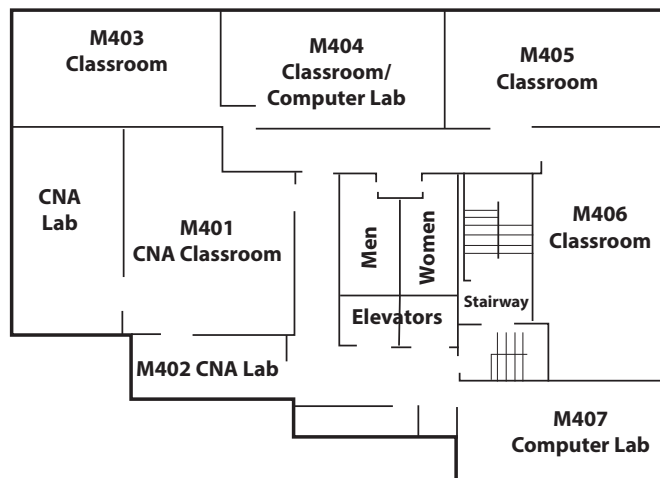 M403
Classroom
M404
Classroom/
Computer Lab
M405
Classroom
CNA
Lab
M401
CNA Classroom
Men
Women
M406
Classroom
Stairway
Elevators
M402 CNA Lab
M407
Computer Lab